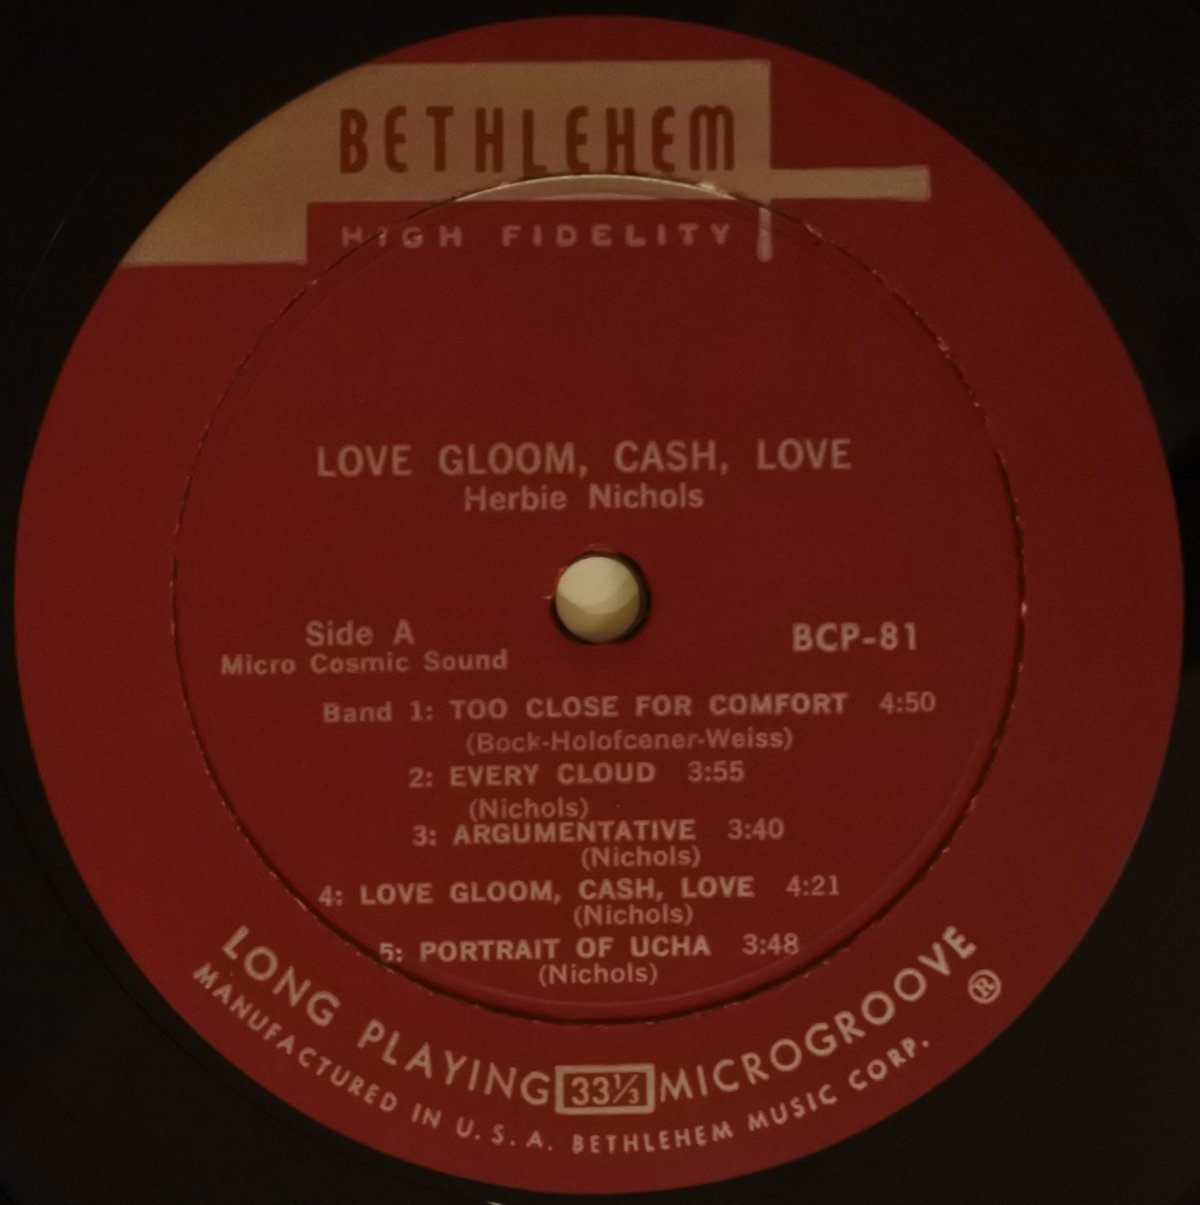 BETHLEHEM
HIGH FIDELITY
LOVE GLOOM, CASH, LOVE
Herbie Nichols
Side A
BCP-81
Micro Cosmic Sound
Band 1: TOO CLOSE FOR COMFORT 4:50
(Bock-Holofcener-Weiss)
2: EVERY CLOUD 3:55
(Nichols)
3: ARGUMENTATIVE 3:40
(Nichols)
4: LOVE GLOOM, CASH, LOVE 4:21
(Nichols)
5: PORTRAIT OF UCHA 3:48
(Nichols)
LONG PLAYING 33⅓ MICROGROOVE ®
MANUFACTURED IN U.S.A. BETHLEHEM MUSIC CORP.